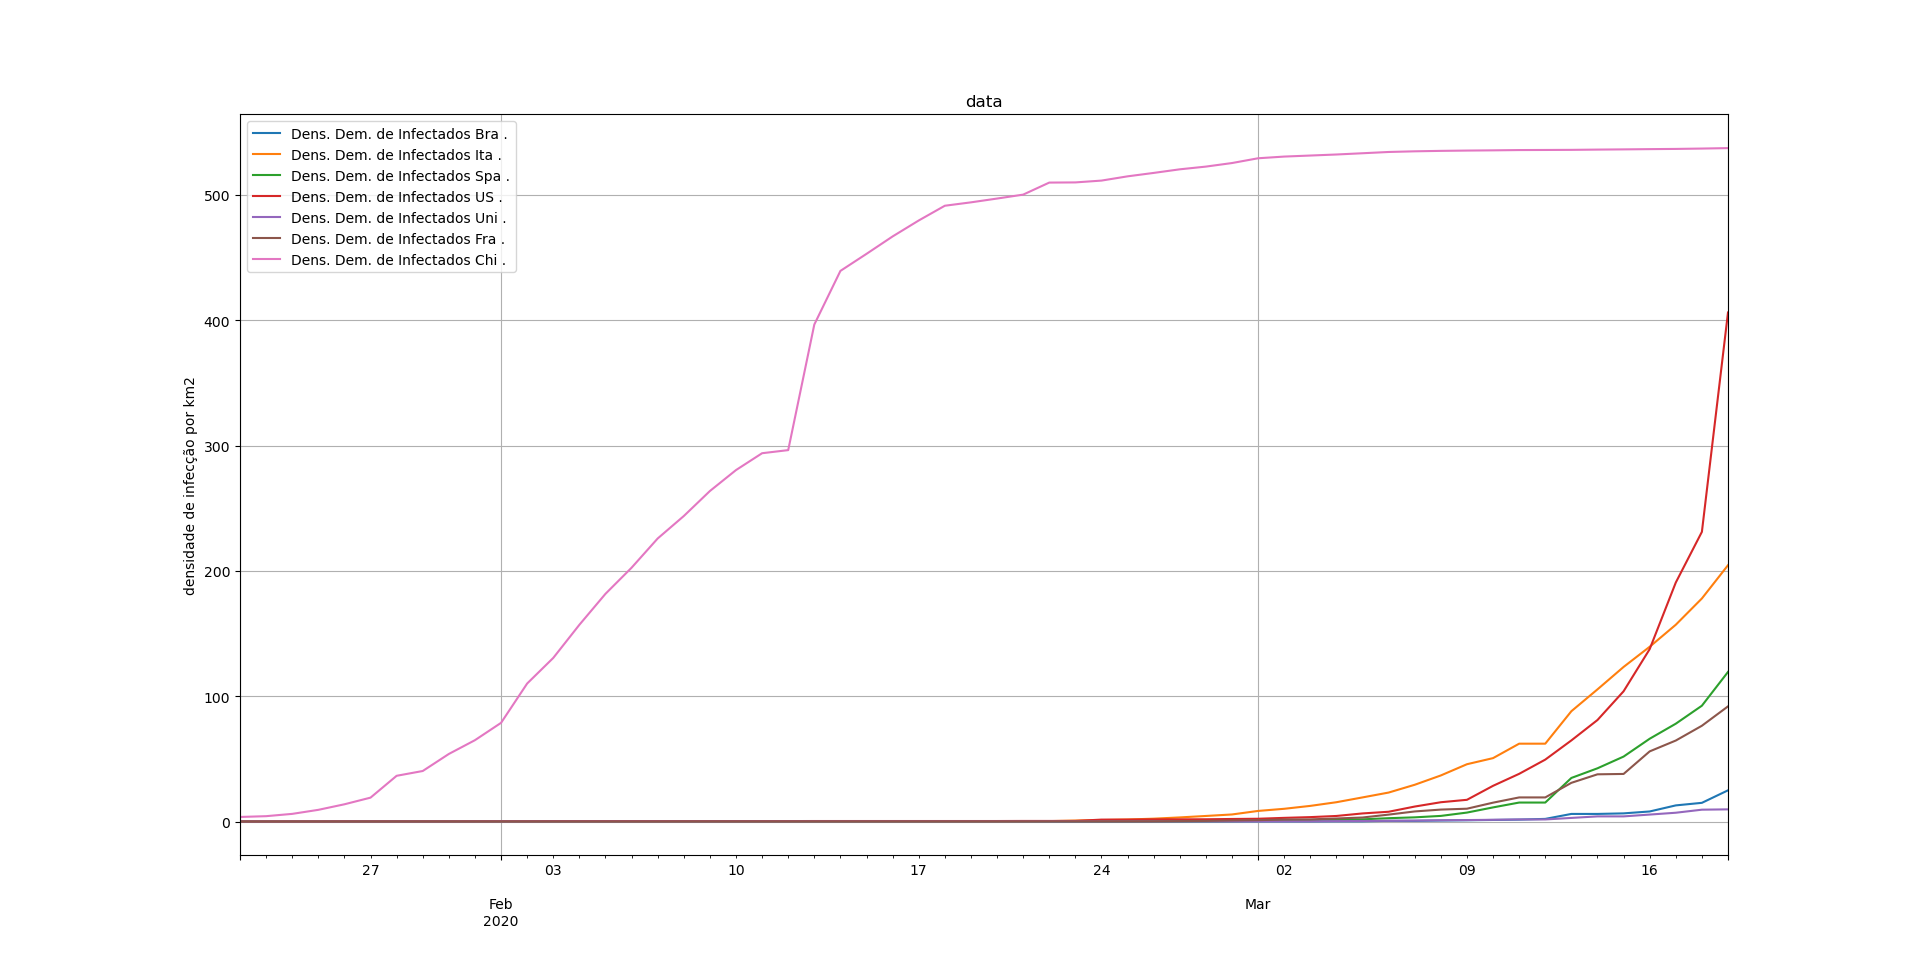 data
Dens. Dem. de Infectados Bra .
Dens. Dem. de Infectados Ita .
Dens. Dem. de Infectados Spa .
Dens. Dem. de Infectados US .
Dens. Dem. de Infectados Uni .
Dens. Dem. de Infectados Fra .
Dens. Dem. de Infectados Chi .
densidade de infecção por km2
500
400
300
200
100
0
27 03 10 17 24 02 09 16
Feb Mar
2020